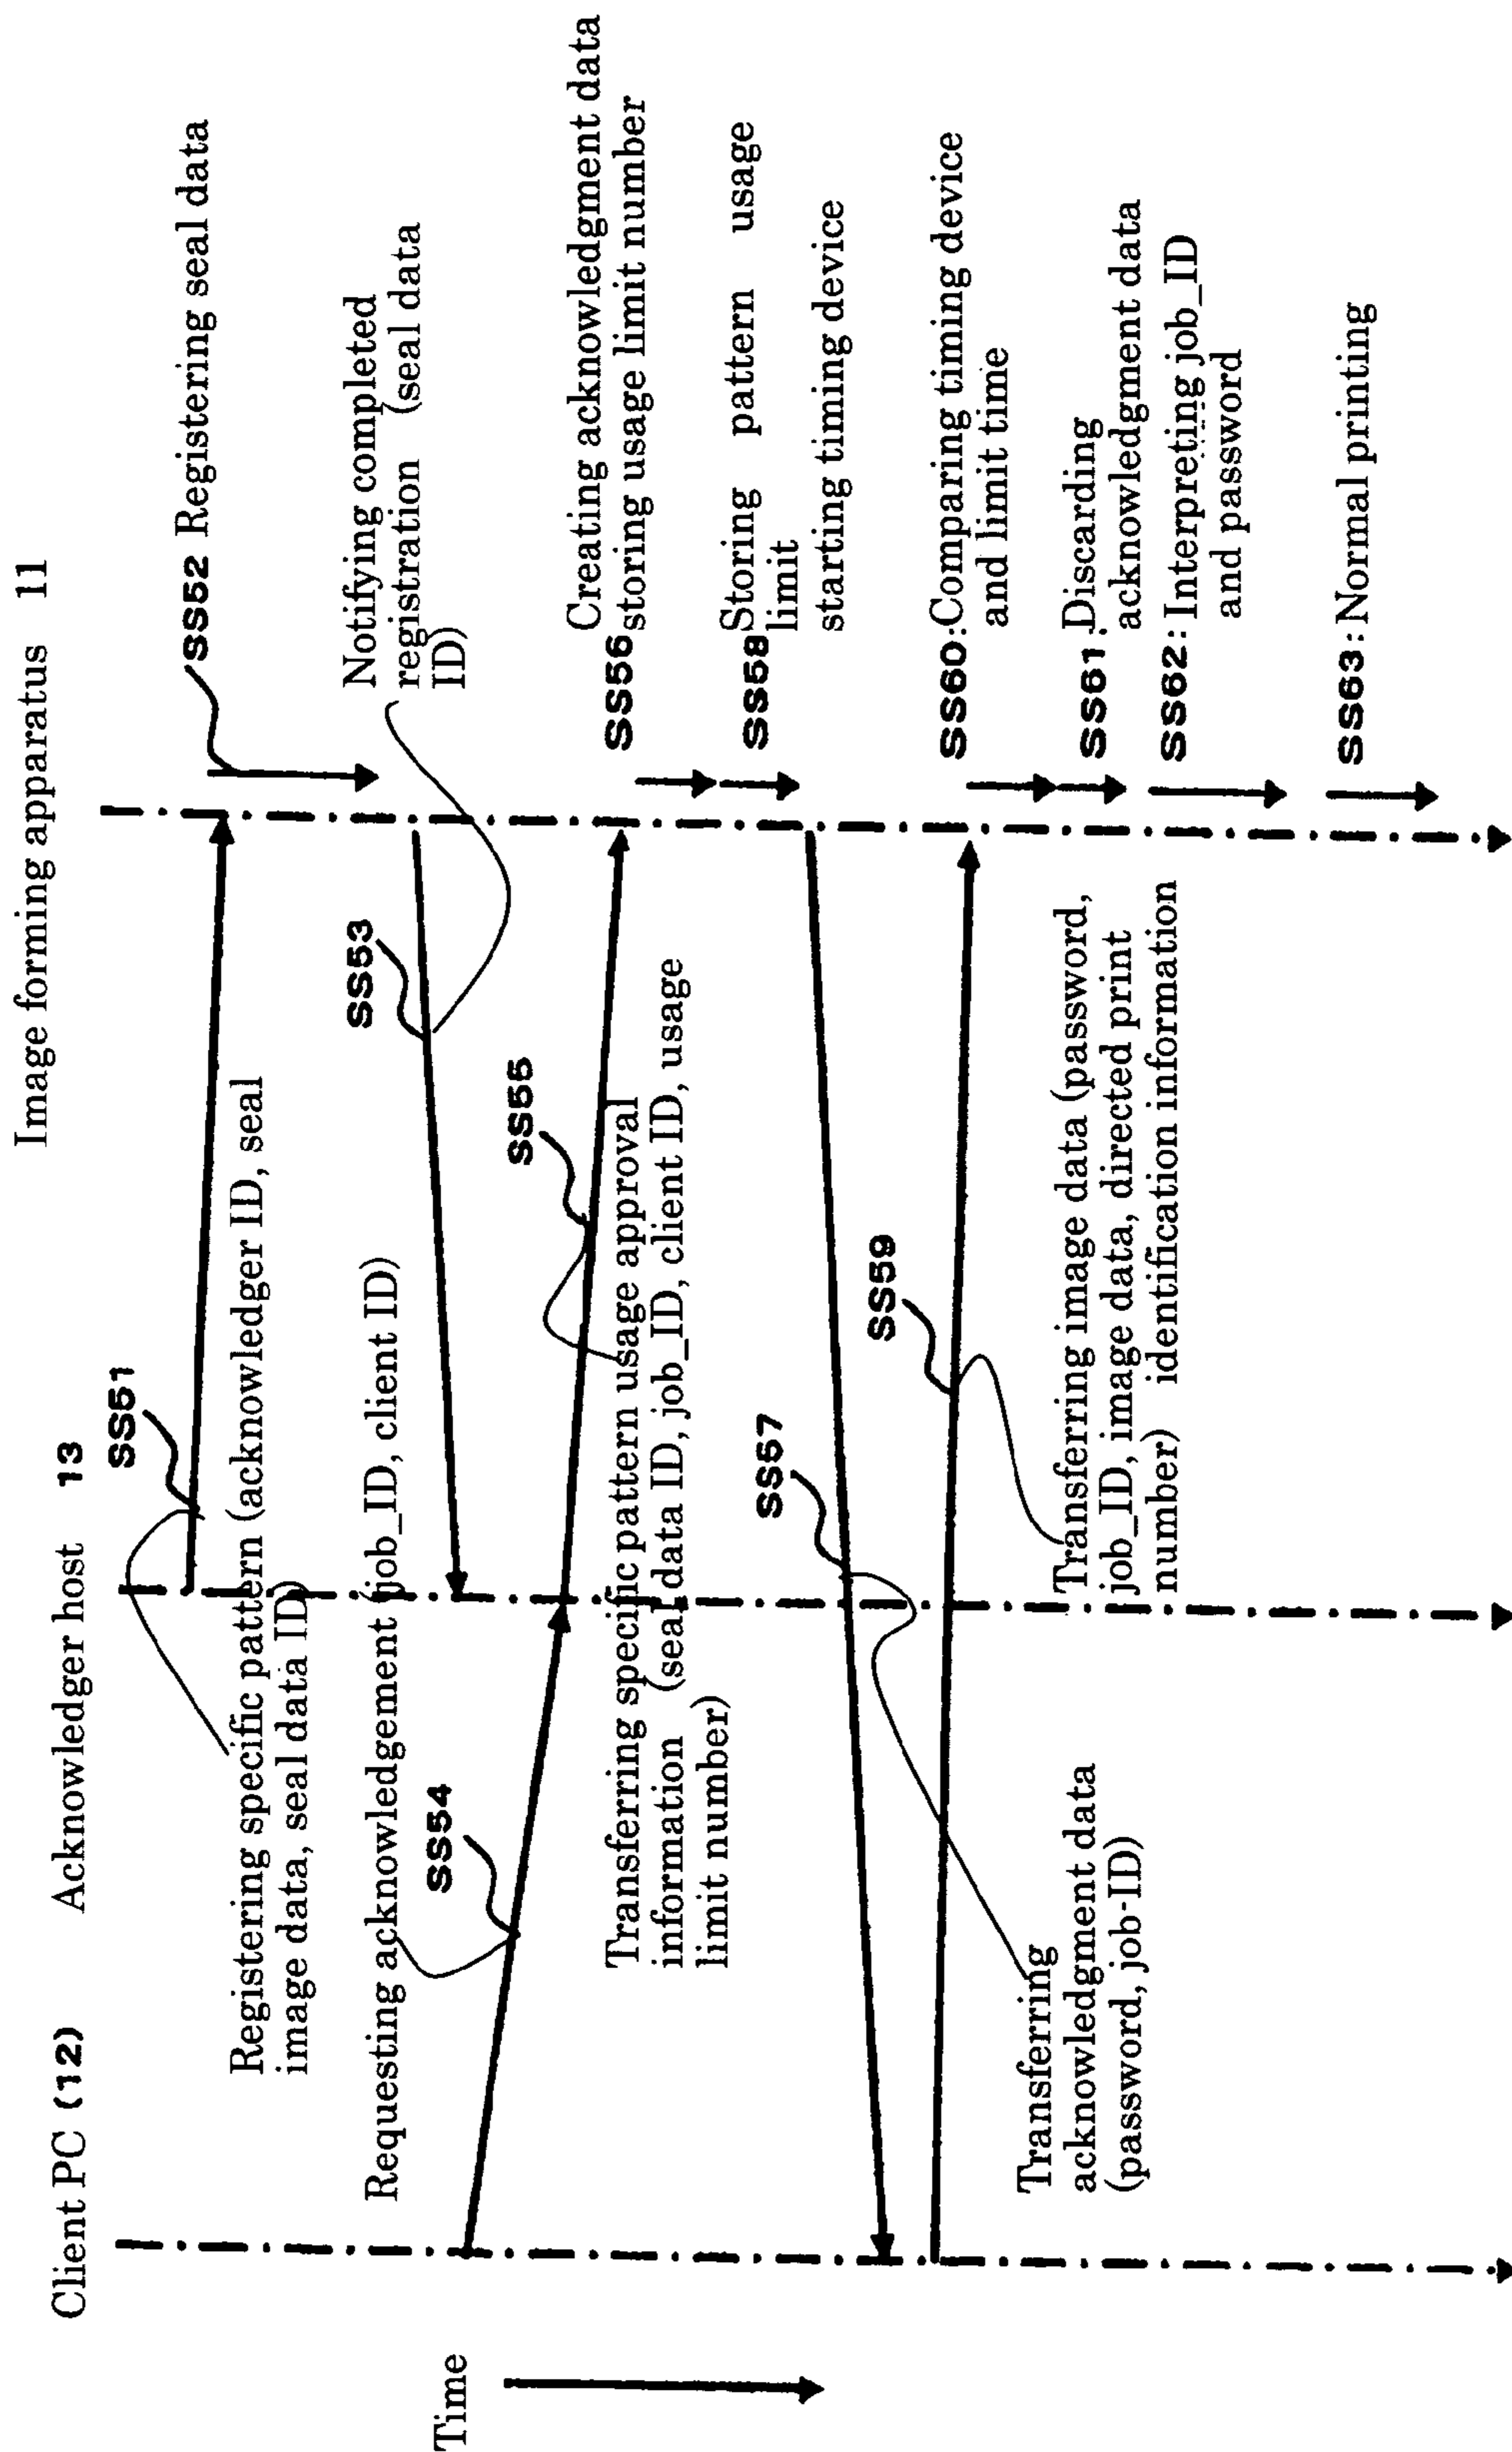 Client PC (12)
Acknowledger host 13
Image forming apparatus 11
Time
SS51
Registering specific pattern (acknowledger ID, seal
image data, seal data ID)
SS52 Registering seal data
SS53
Notifying completed
registration (seal data
ID)
Requesting acknowledgement (job_ID, client ID)
SS54
SS55
Transferring specific pattern usage approval
information (seal data ID, job_ID, client ID, usage
limit number)
SS56
Creating acknowledgment data
storing usage limit number
SS58
Storing pattern usage
limit
starting timing device
SS57
Transferring
acknowledgment data
(password, job-ID)
SS59
Transferring image data (password,
job_ID, image data, directed print
number) identification information
SS60:Comparing timing device
and limit time
SS61:Discarding
acknowledgment data
SS62: Interpreting job_ID
and password
SS63: Normal printing